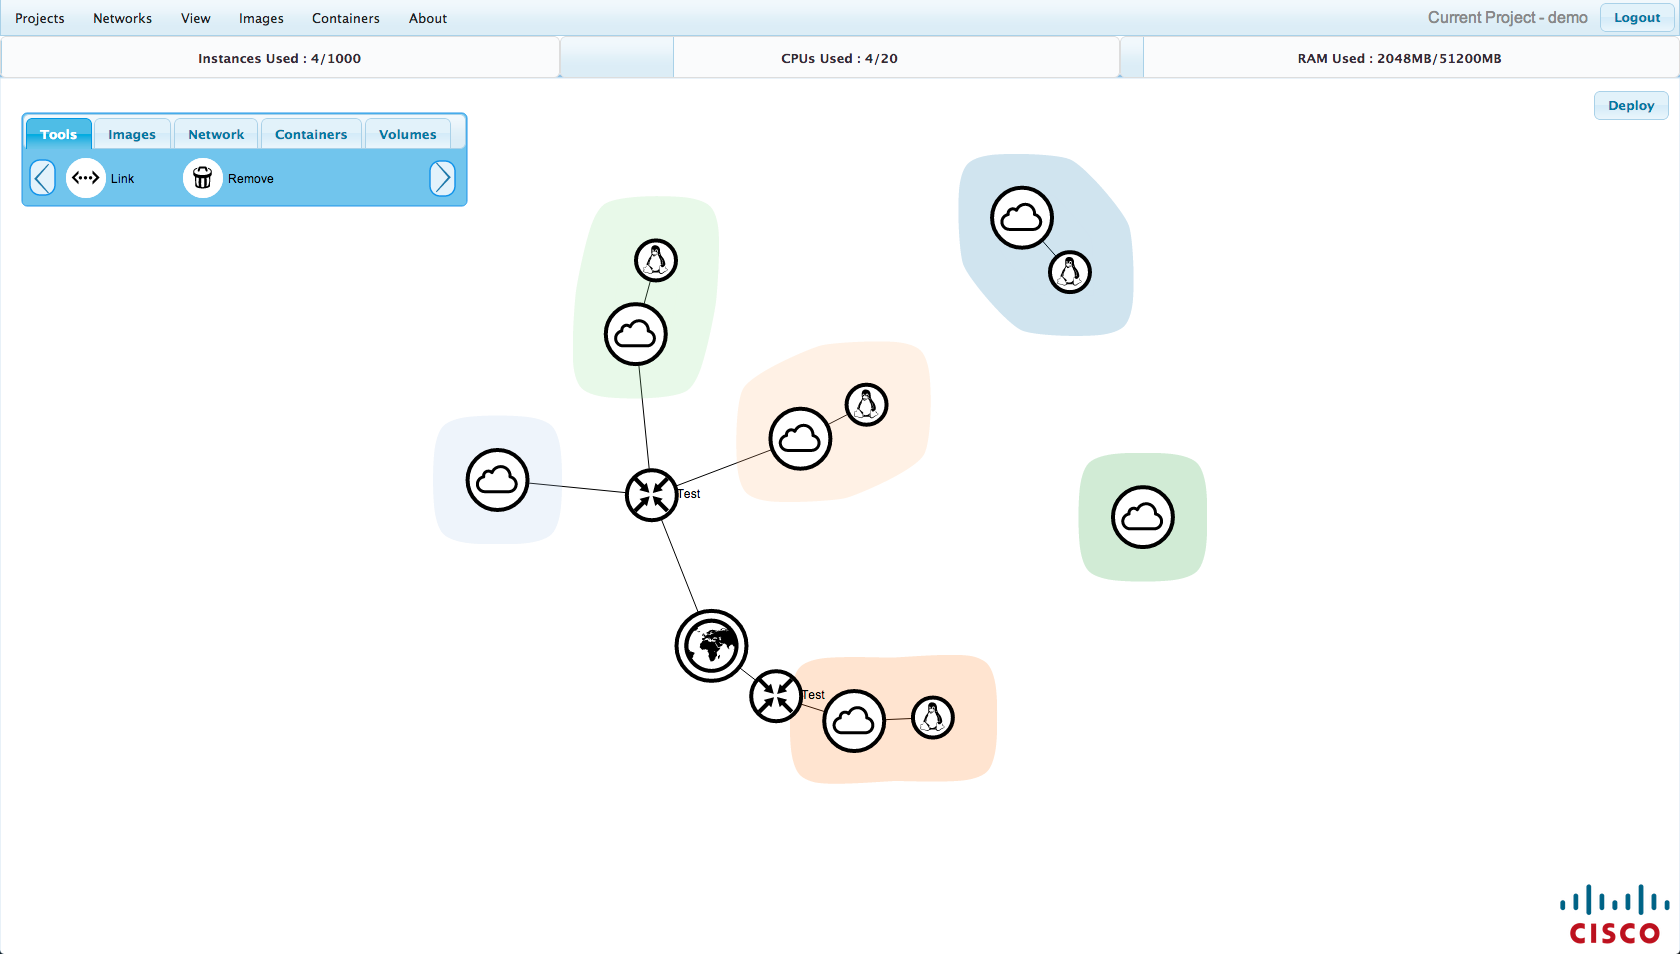 Projects Networks View Images Containers About Current Project - demo Logout
Instances Used : 4/1000 CPUs Used : 4/20 RAM Used : 2048MB/51200MB
Deploy
Tools Images Network Containers Volumes
Link Remove
Test
Test
CISCO